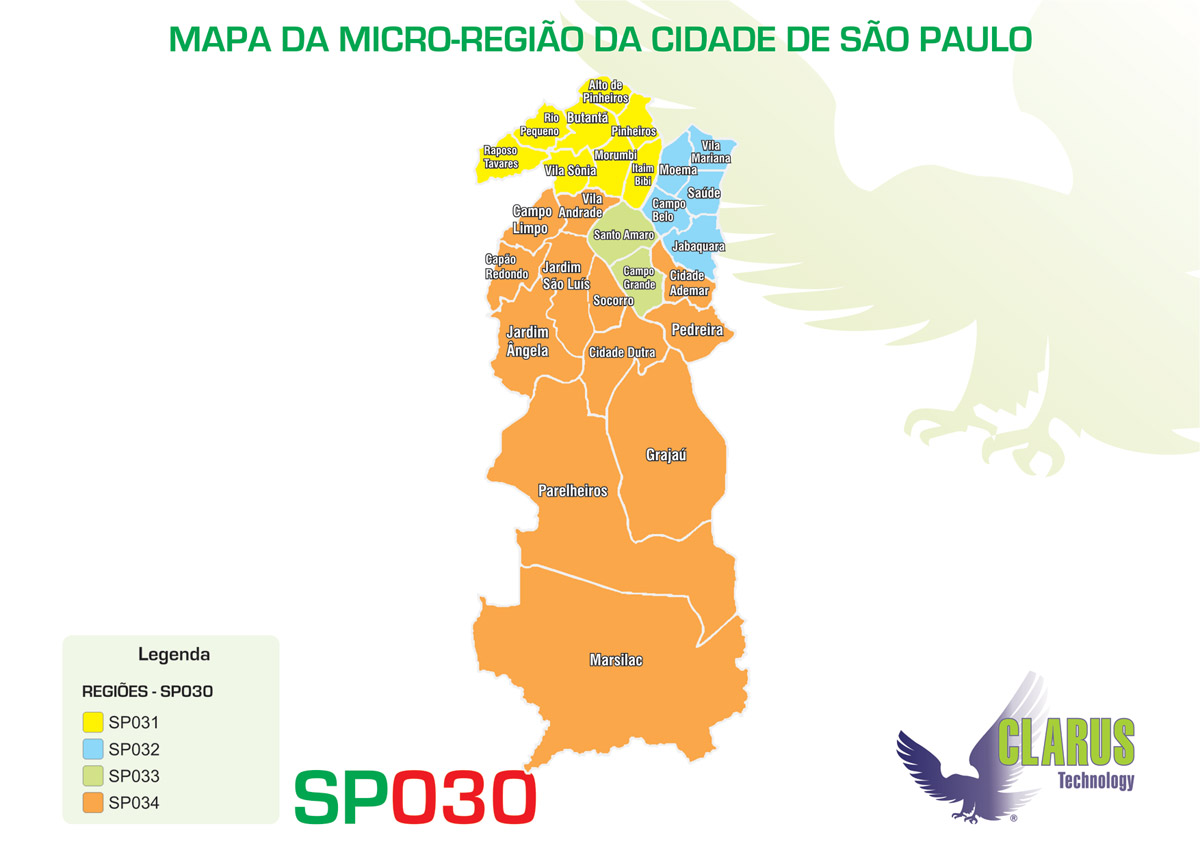 MAPA DA MICRO-REGIÃO DA CIDADE DE SÃO PAULO
Alto de
Pinheiros
Rio
Pequeno
Butantã
Pinheiros
Raposo
Tavares
Vila Sônia
Morumbi
Itaim
Bibi
Vila
Mariana
Moema
Saúde
Campo
Belo
Jabaquara
Campo
Limpo
Vila
Andrade
Santo Amaro
Capão
Redondo
Jardim
São Luís
Campo
Grande
Cidade
Ademar
Socorro
Jardim
Ângela
Cidade Dutra
Pedreira
Grajaú
Parelheiros
Marsilac
Legenda
REGIÕES - SP030
SP031
SP032
SP033
SP034
SP030
CLARUS
Technology
®